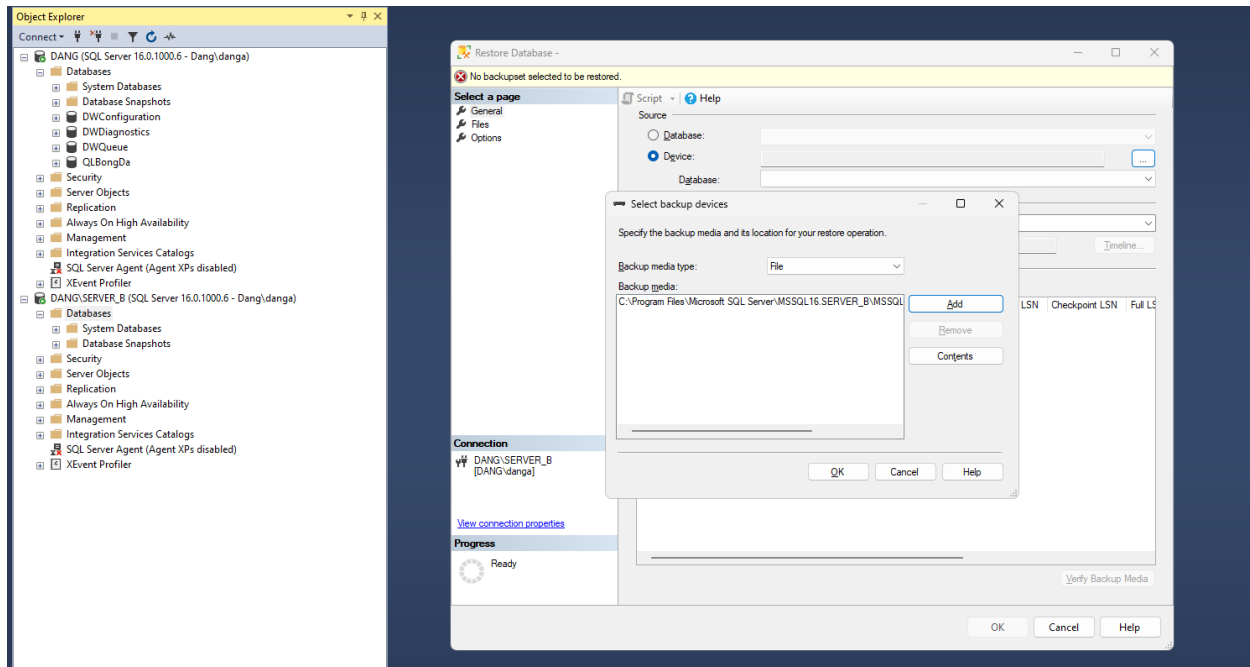 Object Explorer
Connect
DANG (SQL Server 16.0.1000.6 - Dang\danga)
Databases
System Databases
Database Snapshots
DWConfiguration
DWDiagnostics
DWQueue
QLBongDa
Security
Server Objects
Replication
Always On High Availability
Management
Integration Services Catalogs
SQL Server Agent (Agent XPs disabled)
XEvent Profiler
DANG\SERVER_B (SQL Server 16.0.1000.6 - Dang\danga)
Databases
System Databases
Database Snapshots
Security
Server Objects
Replication
Always On High Availability
Management
Integration Services Catalogs
SQL Server Agent (Agent XPs disabled)
XEvent Profiler
Restore Database -
No backupset selected to be restored.
Select a page
General
Files
Options
Script
Help
Source
Database:
Device:
...
Database:
Timeline...
LSN Checkpoint LSN Full LS
Select backup devices
Specify the backup media and its location for your restore operation.
Backup media type: File
Backup media:
C:\Program Files\Microsoft SQL Server\MSSQL16.SERVER_B\MSSQL
Add
Remove
Contents
OK Cancel Help
Connection
DANG\SERVER_B
[DANG\danga]
View connection properties
Progress
Ready
Verify Backup Media
OK Cancel Help